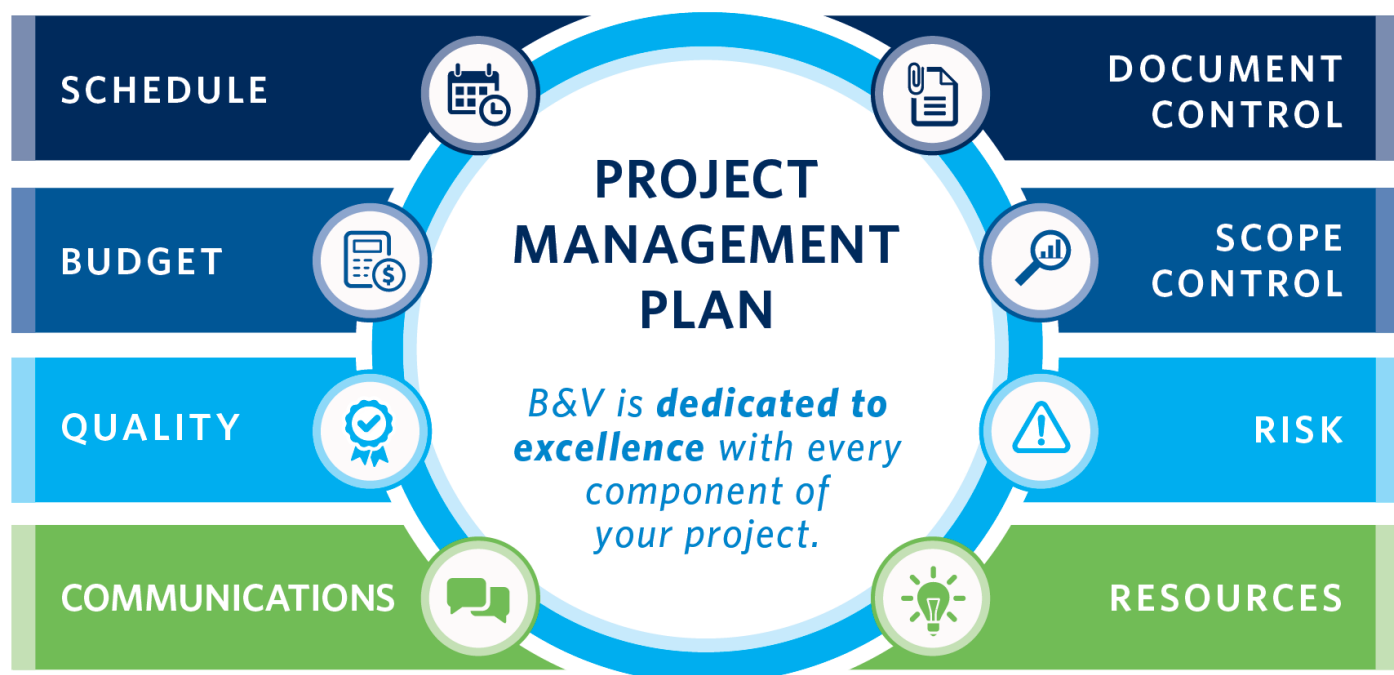 SCHEDULE
BUDGET
QUALITY
COMMUNICATIONS
PROJECT
MANAGEMENT
PLAN
B&V is dedicated to
excellence with every
component of
your project.
DOCUMENT
CONTROL
SCOPE
CONTROL
RISK
RESOURCES